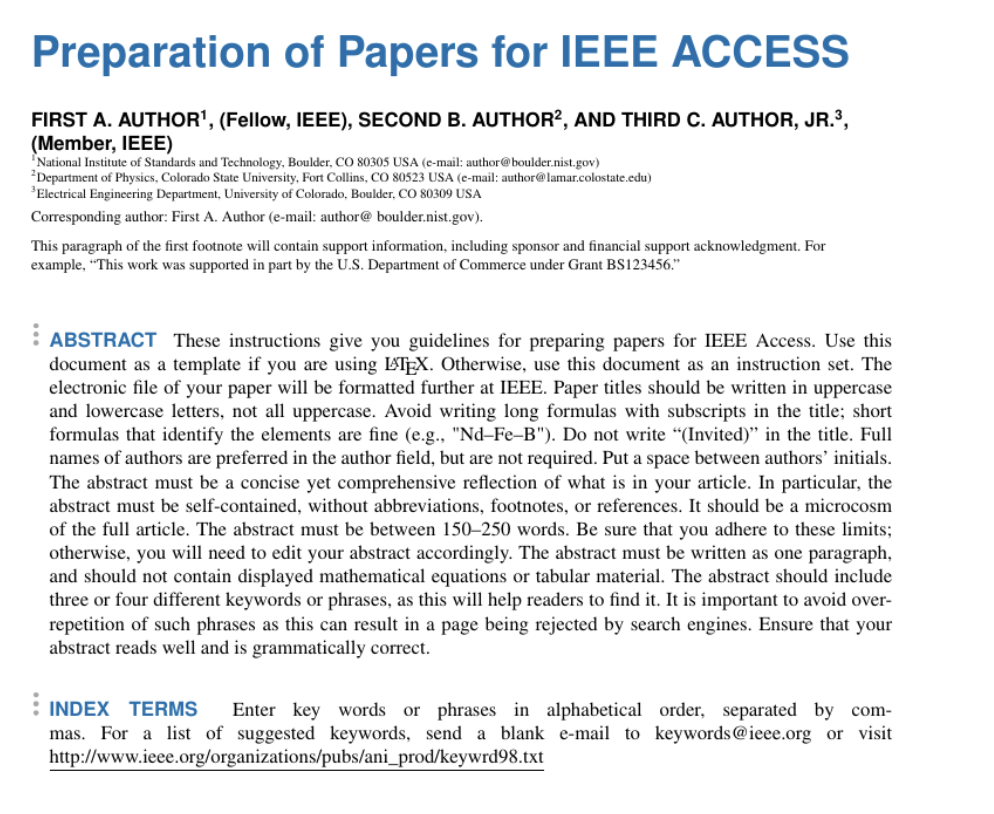 Preparation of Papers for IEEE ACCESS
FIRST A. AUTHOR1, (Fellow, IEEE), SECOND B. AUTHOR2, AND THIRD C. AUTHOR, JR.3,
(Member, IEEE)
1National Institute of Standards and Technology, Boulder, CO 80305 USA (e-mail: author@boulder.nist.gov)
2Department of Physics, Colorado State University, Fort Collins, CO 80523 USA (e-mail: author@lamar.colostate.edu)
3Electrical Engineering Department, University of Colorado, Boulder, CO 80309 USA
Corresponding author: First A. Author (e-mail: author@ boulder.nist.gov).
This paragraph of the first footnote will contain support information, including sponsor and financial support acknowledgment. For
example, “This work was supported in part by the U.S. Department of Commerce under Grant BS123456.”
ABSTRACT These instructions give you guidelines for preparing papers for IEEE Access. Use this
document as a template if you are using LATEX. Otherwise, use this document as an instruction set. The
electronic file of your paper will be formatted further at IEEE. Paper titles should be written in uppercase
and lowercase letters, not all uppercase. Avoid writing long formulas with subscripts in the title; short
formulas that identify the elements are fine (e.g., "Nd–Fe–B"). Do not write “(Invited)” in the title. Full
names of authors are preferred in the author field, but are not required. Put a space between authors’ initials.
The abstract must be a concise yet comprehensive reflection of what is in your article. In particular, the
abstract must be self-contained, without abbreviations, footnotes, or references. It should be a microcosm
of the full article. The abstract must be between 150–250 words. Be sure that you adhere to these limits;
otherwise, you will need to edit your abstract accordingly. The abstract must be written as one paragraph,
and should not contain displayed mathematical equations or tabular material. The abstract should include
three or four different keywords or phrases, as this will help readers to find it. It is important to avoid over-
repetition of such phrases as this can result in a page being rejected by search engines. Ensure that your
abstract reads well and is grammatically correct.
INDEX TERMS Enter key words or phrases in alphabetical order, separated by com-
mas. For a list of suggested keywords, send a blank e-mail to keywords@ieee.org or visit
http://www.ieee.org/organizations/pubs/ani_prod/keywrd98.txt